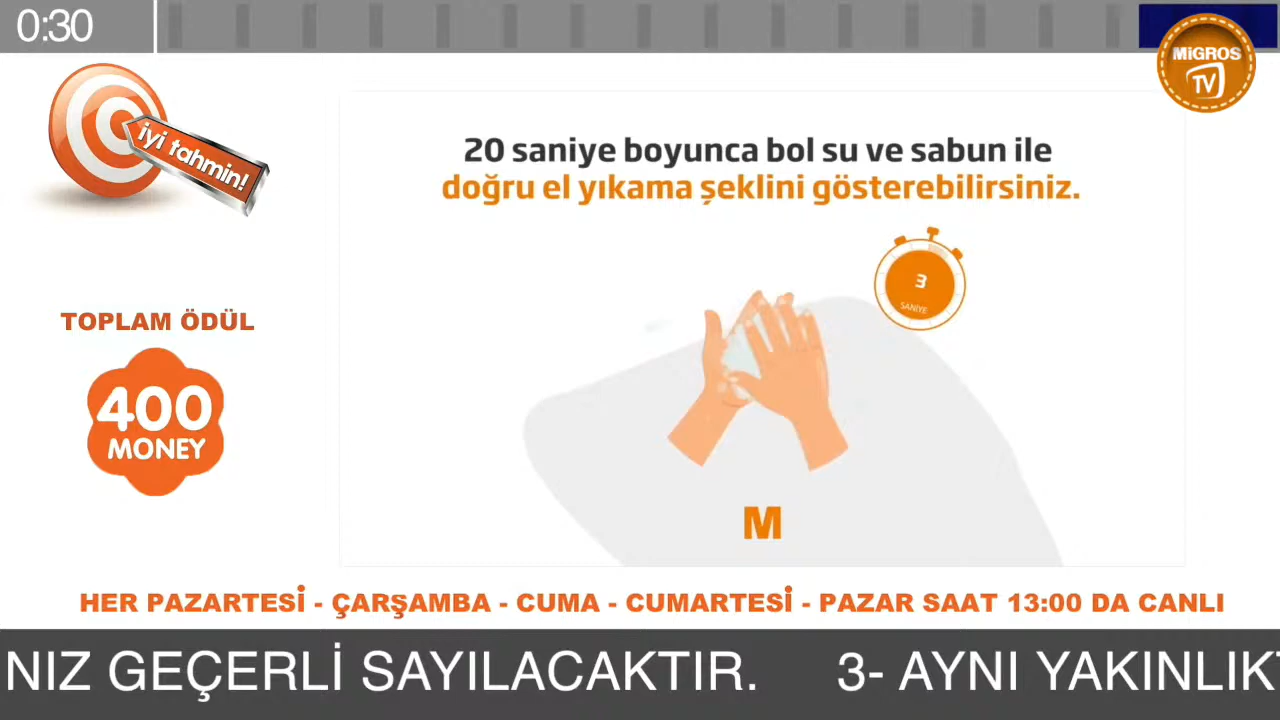 0:30
MiGROS
TV
iyi tahmin!
20 saniye boyunca bol su ve sabun ile
doğru el yıkama şeklini gösterebilirsiniz.
3
SANİYE
TOPLAM ÖDÜL
400
MONEY
M
HER PAZARTESİ - ÇARŞAMBA - CUMA - CUMARTESİ - PAZAR SAAT 13:00 DA CANLI
NIZ GEÇERLİ SAYILACAKTIR. 3- AYNI YAKINLIK